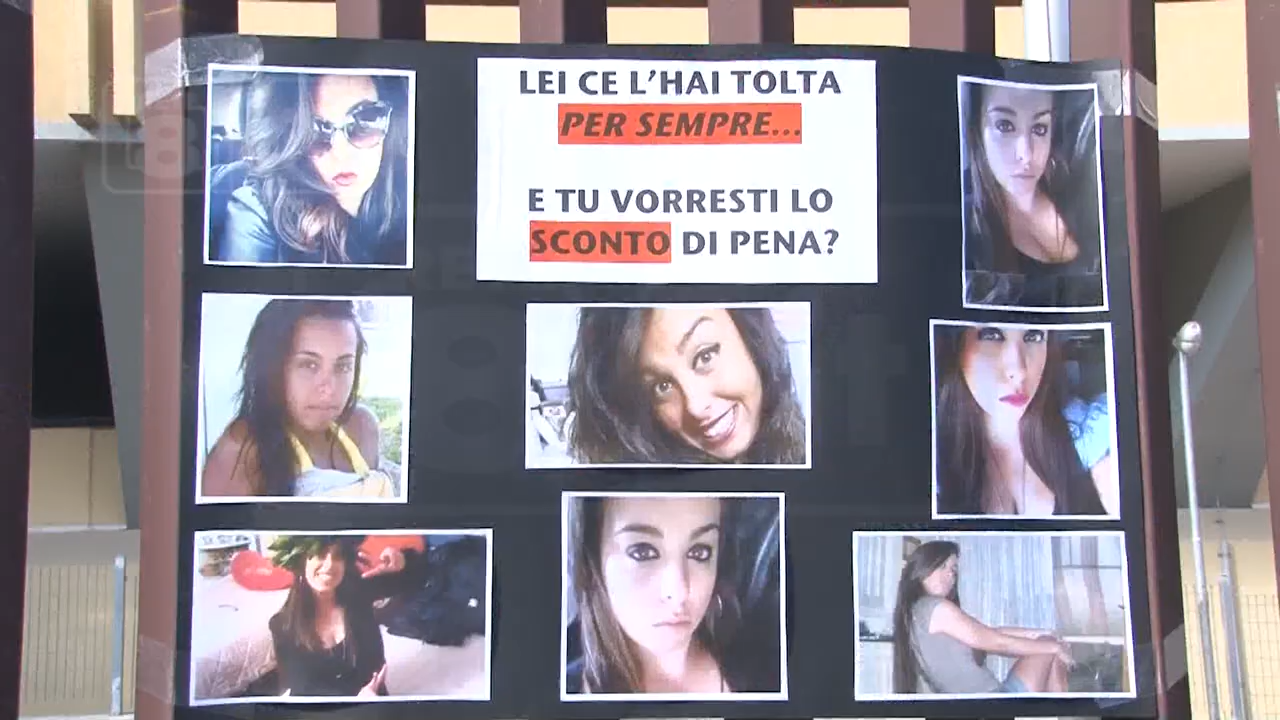 LEI CE L'HAI TOLTA
PER SEMPRE...
E TU VORRESTI LO
SCONTO DI PENA?